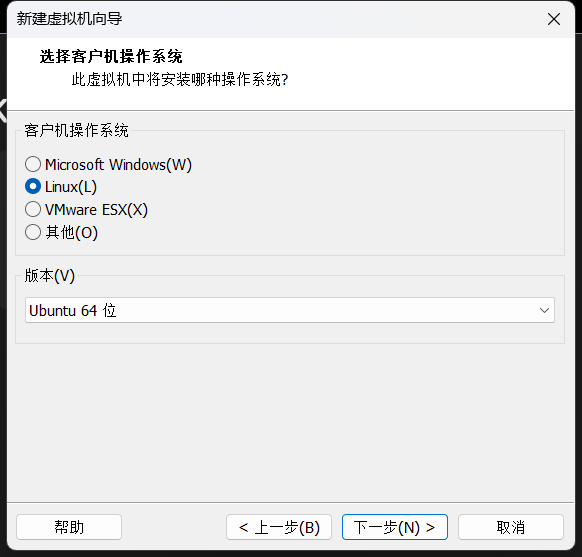 新建虚拟机向导
选择客户机操作系统
此虚拟机中将安装哪种操作系统?
客户机操作系统
Microsoft Windows(W)
Linux(L)
VMware ESX(X)
其他(O)
版本(V)
Ubuntu 64 位
帮助
< 上一步(B)
下一步(N) >
取消